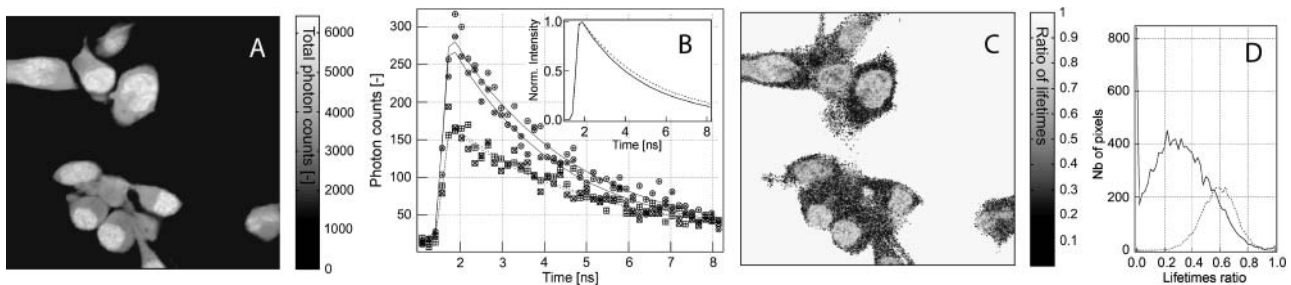 A
6000
5000
4000
3000
2000
1000
0
Total photon counts [-]
B
300
250
200
150
100
50
Photon counts [-]
2 3 4 5 6 7 8
Time [ns]
1.0
0.5
0.0
Norm. Intensity
2 4 6 8
Time [ns]
C
1
0.9
0.8
0.7
0.6
0.5
0.4
0.3
0.2
0.1
Ratio of lifetimes
D
800
600
400
200
0
Nb of pixels
0.0 0.2 0.4 0.6 0.8 1.0
Lifetimes ratio